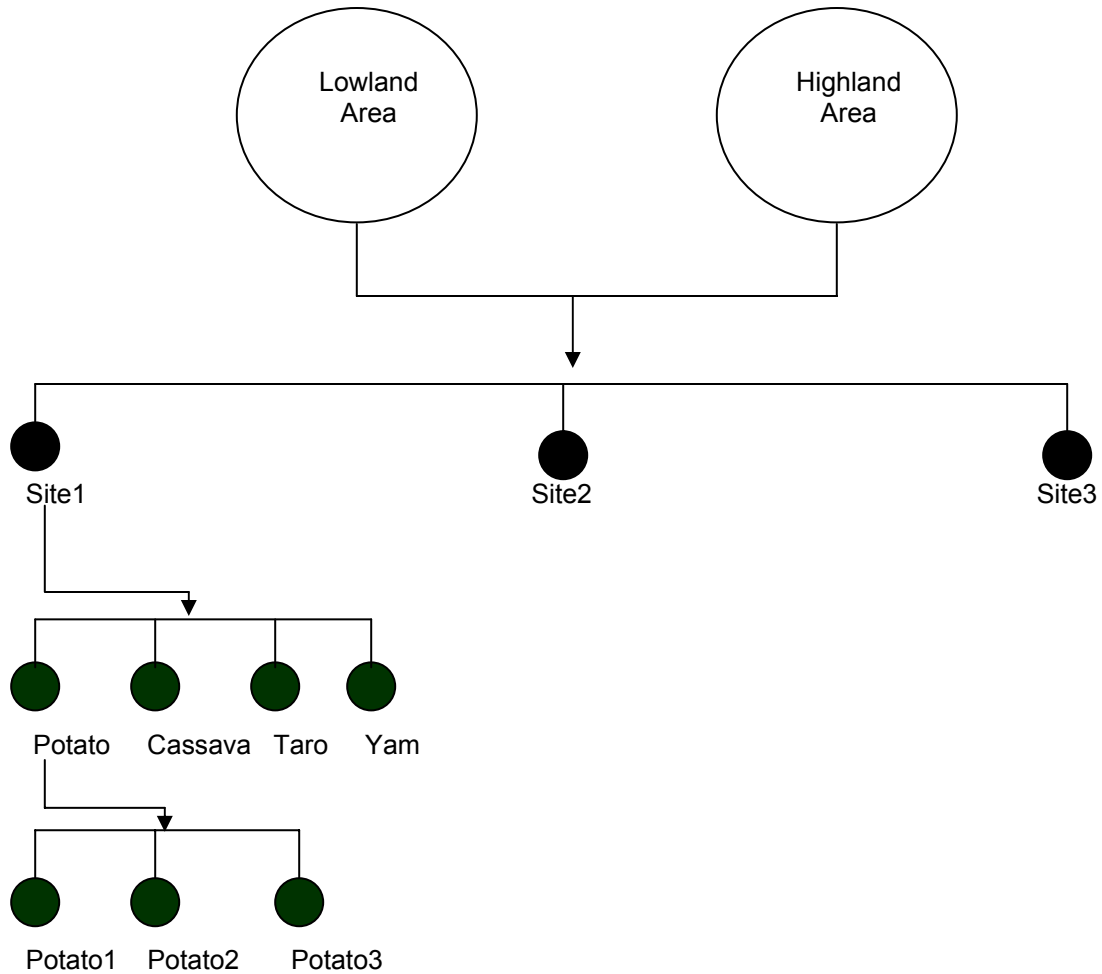 Lowland
Area
Highland
Area
Site1
Site2
Site3
Potato
Cassava
Taro
Yam
Potato1
Potato2
Potato3